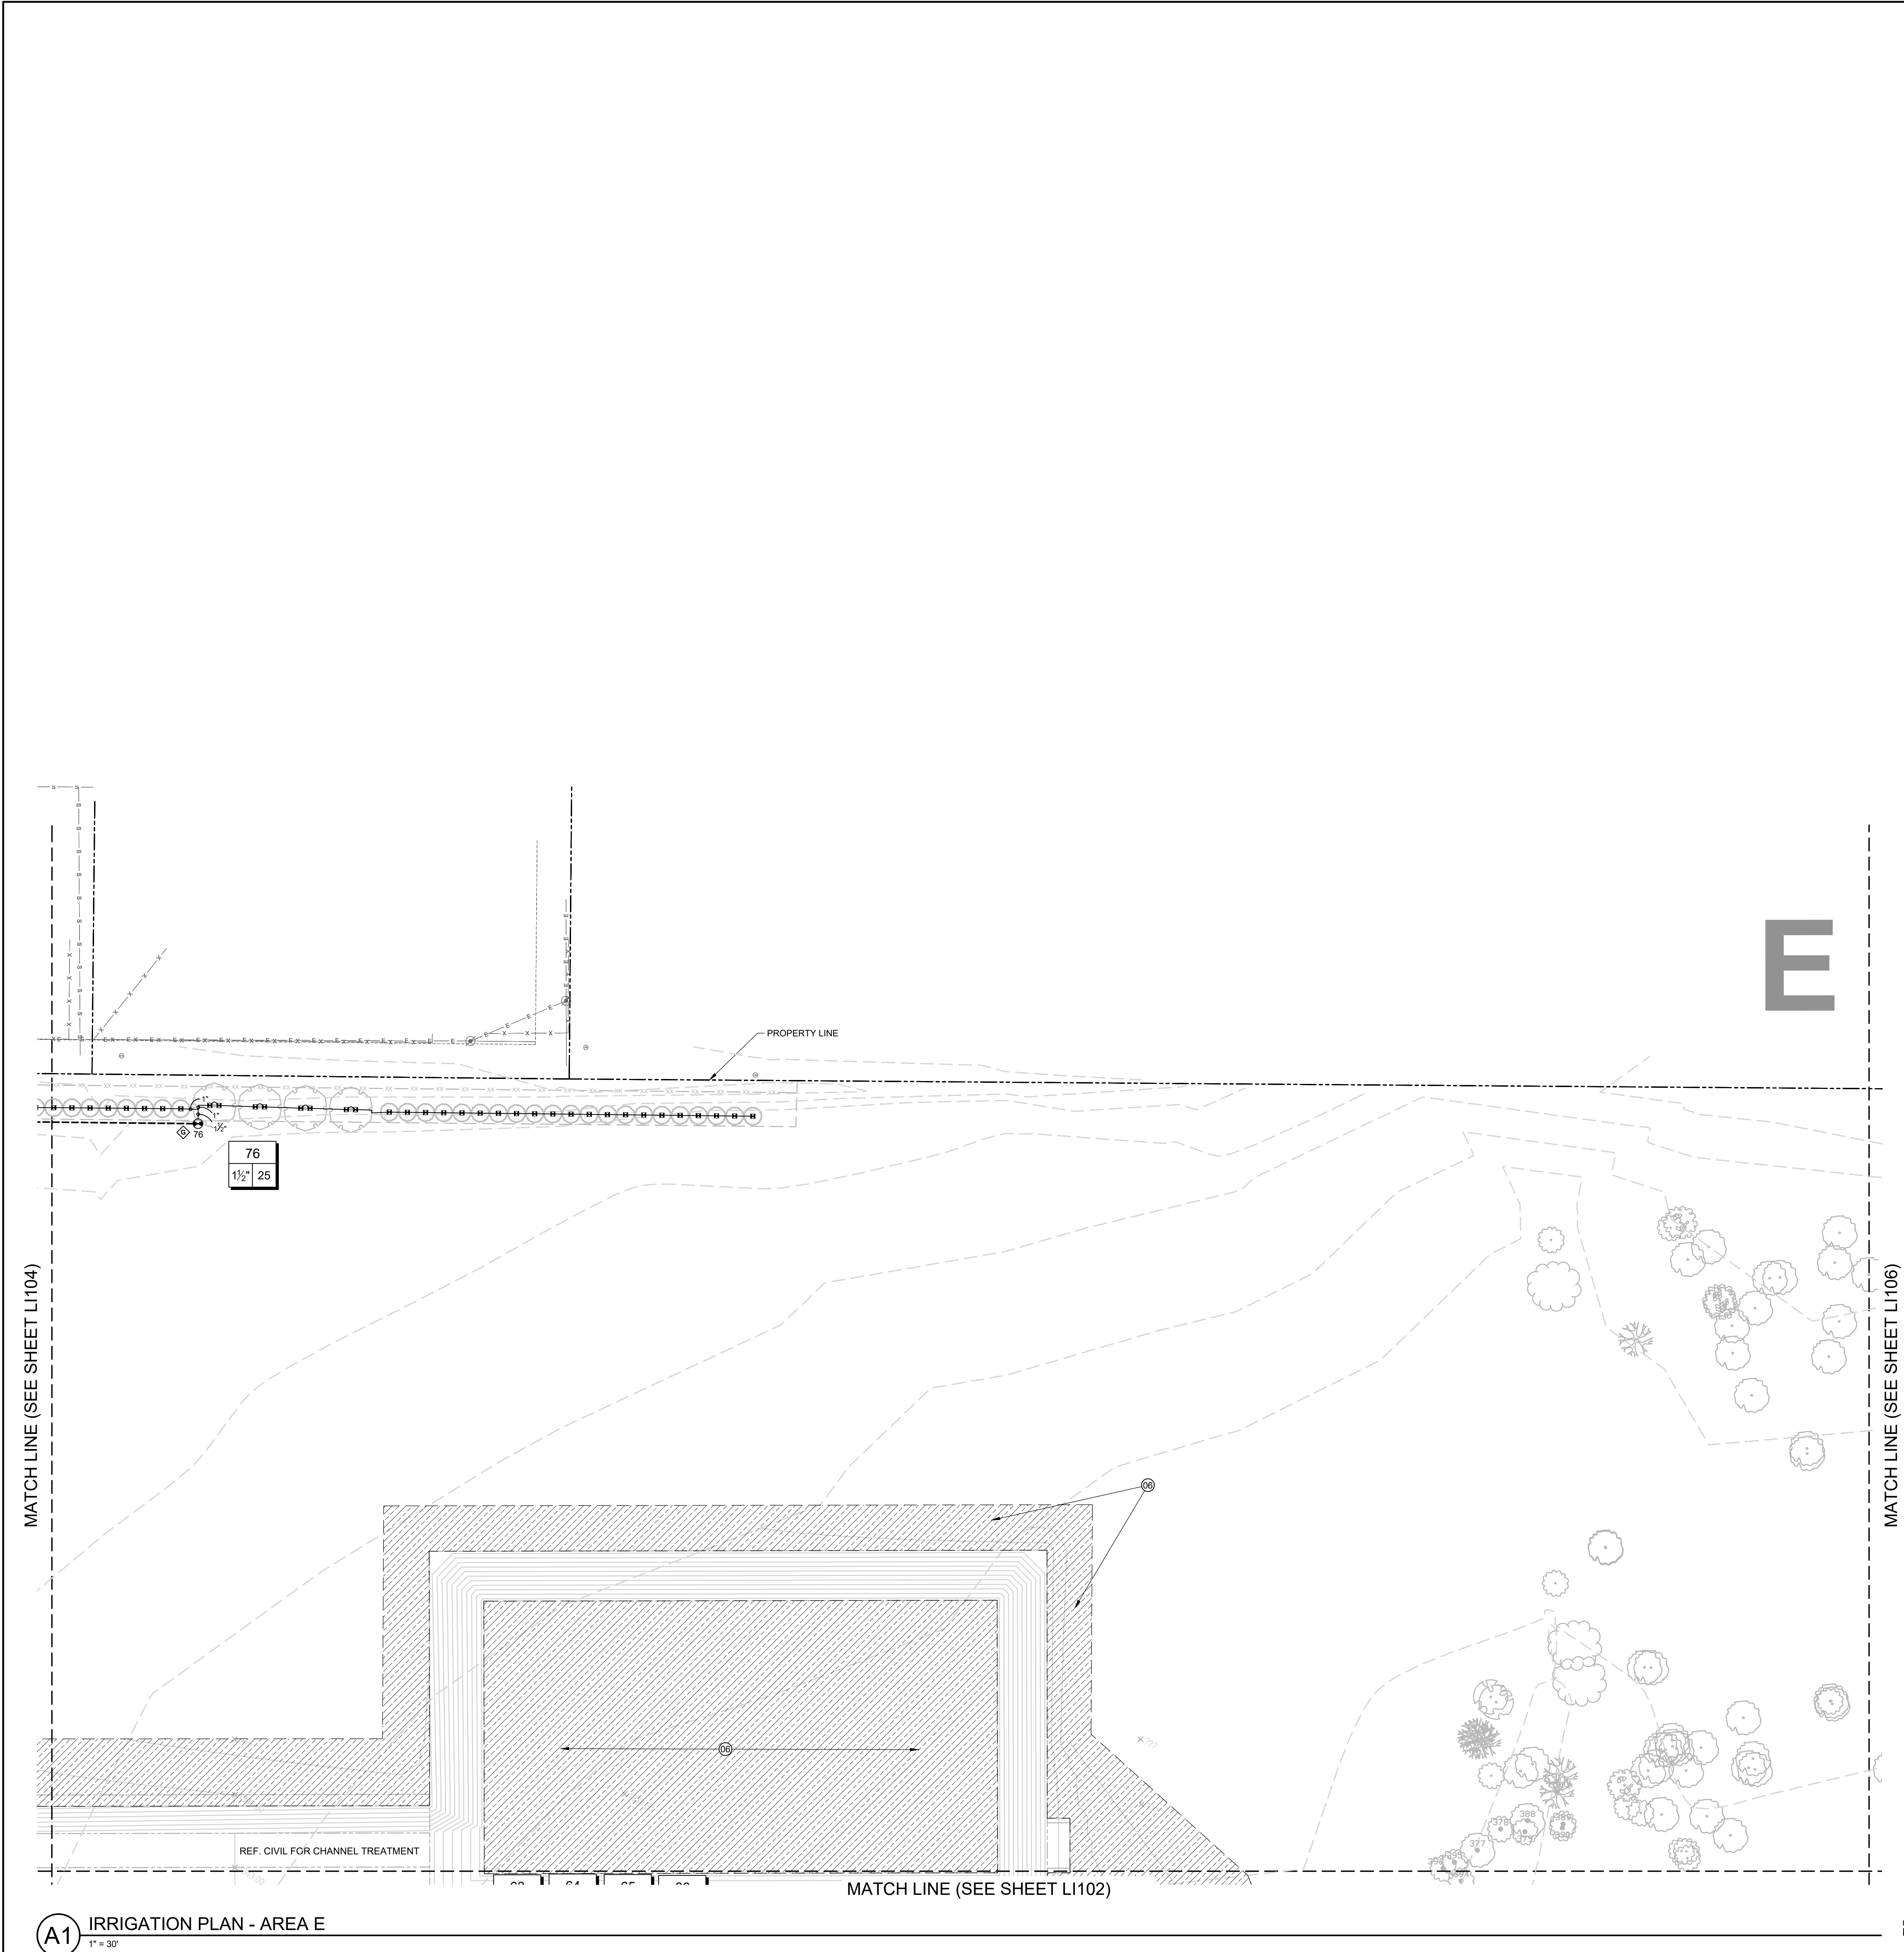 E
PROPERTY LINE
1"
1"
1½"
G
76
76
1½" 25
MATCH LINE (SEE SHEET LI104)
MATCH LINE (SEE SHEET LI106)
06
06
388
378
377
REF. CIVIL FOR CHANNEL TREATMENT
64
65
MATCH LINE (SEE SHEET LI102)
A1
IRRIGATION PLAN - AREA E
1" = 30'